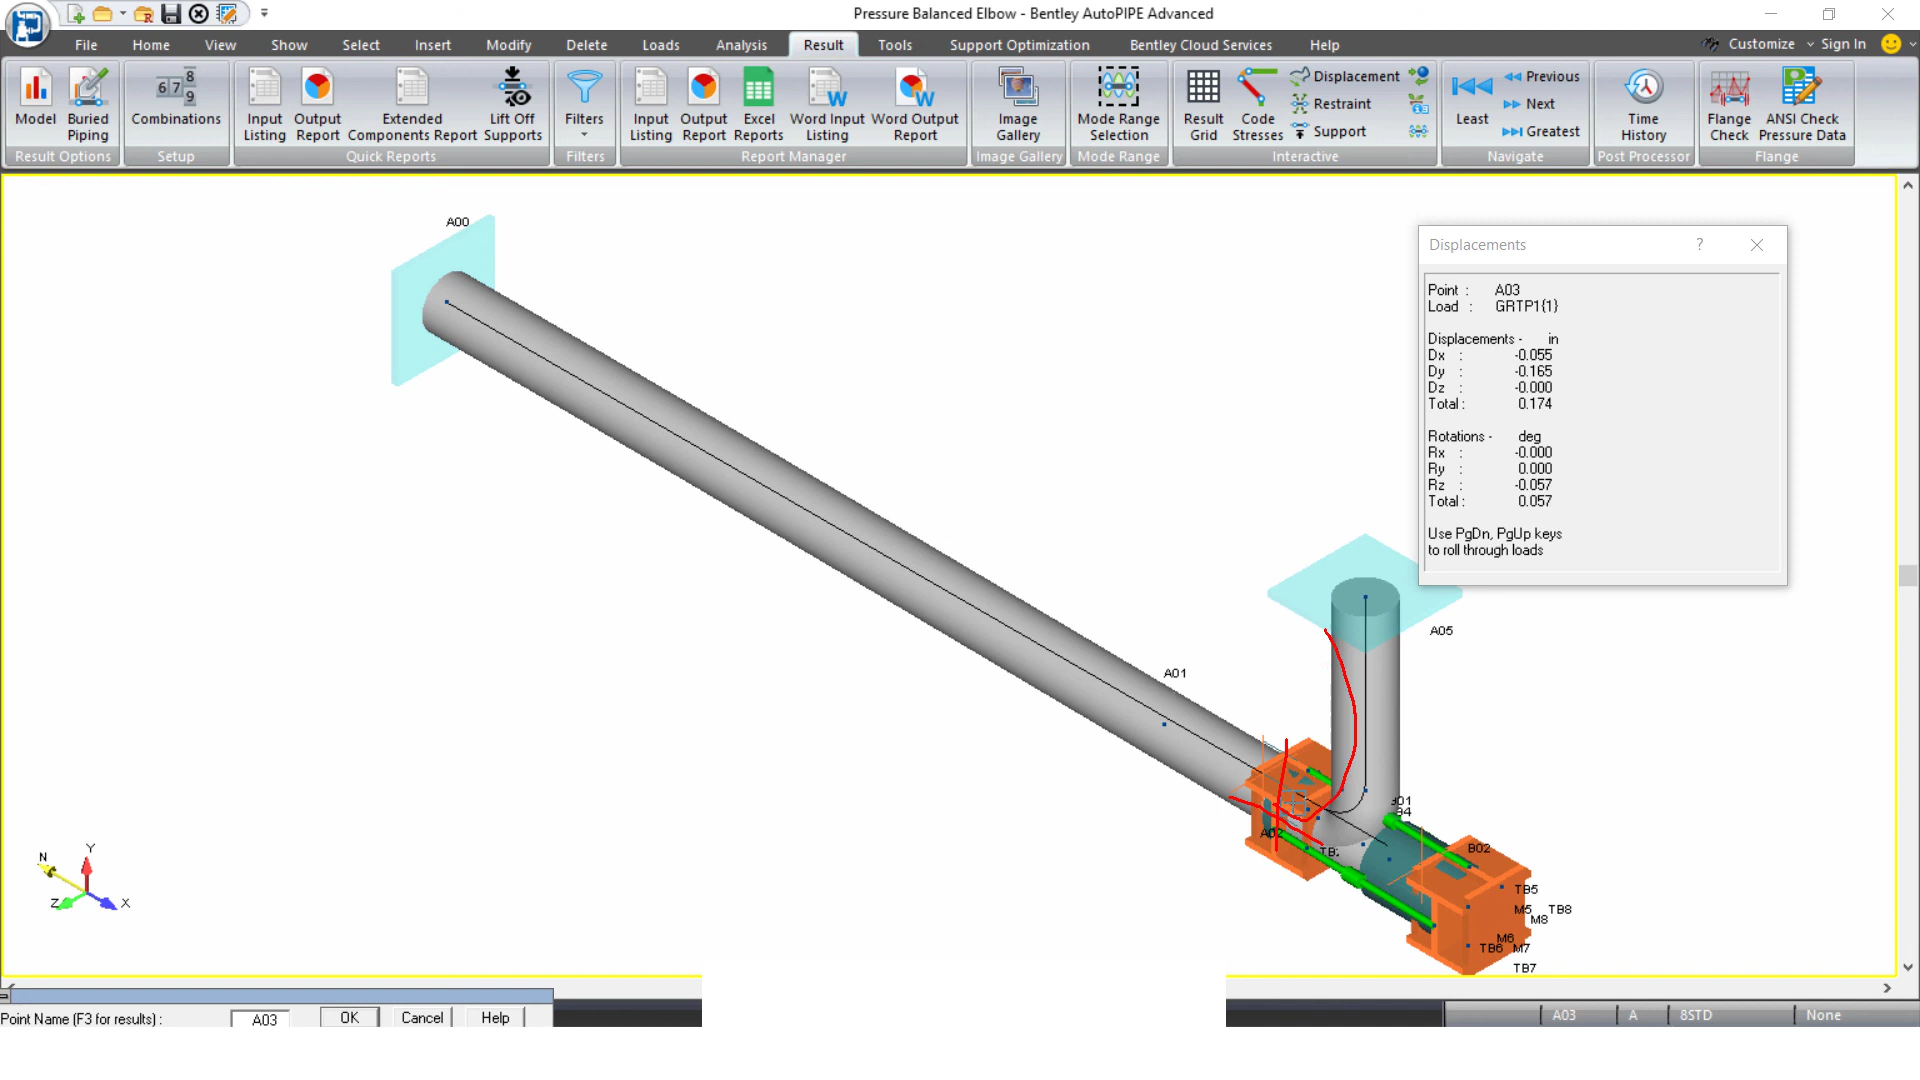 Pressure Balanced Elbow - Bentley AutoPIPE Advanced
File Home View Show Select Insert Modify Delete Loads Analysis Result Tools Support Optimization Bentley Cloud Services Help Customize Sign In
Model
Buried Piping
Result Options
6 7 8 9
Combinations
Setup
Input Listing
Output Report
Extended Components Report
Lift Off Supports
Quick Reports
Filters
Filters
Input Listing
Output Report
Excel Reports
Word Input Listing
Word Output Report
Report Manager
Image Gallery
Image Gallery
Mode Range Selection
Mode Range
Result Grid
Code Stresses
Displacement
Restraint
Support
Interactive
Least
Previous
Next
Greatest
Navigate
Time History
Post Processor
Flange Check
ANSI Check Pressure Data
Flange
A00
Displacements ?
Point : A03
Load : GRTP1{1}
Displacements - in
Dx : -0.055
Dy : -0.165
Dz : -0.000
Total : 0.174
Rotations - deg
Rx : -0.000
Ry : 0.000
Rz : -0.057
Total : 0.057
Use PgDn, PgUp keys
to roll through loads
A05
A01
A02
B02
TB5
M5 TB8
M8
M6
TB6 M7
TB7
N
Y
Z
X
Point Name (F3 for results) : A03 OK Cancel Help
A03 A 8STD None